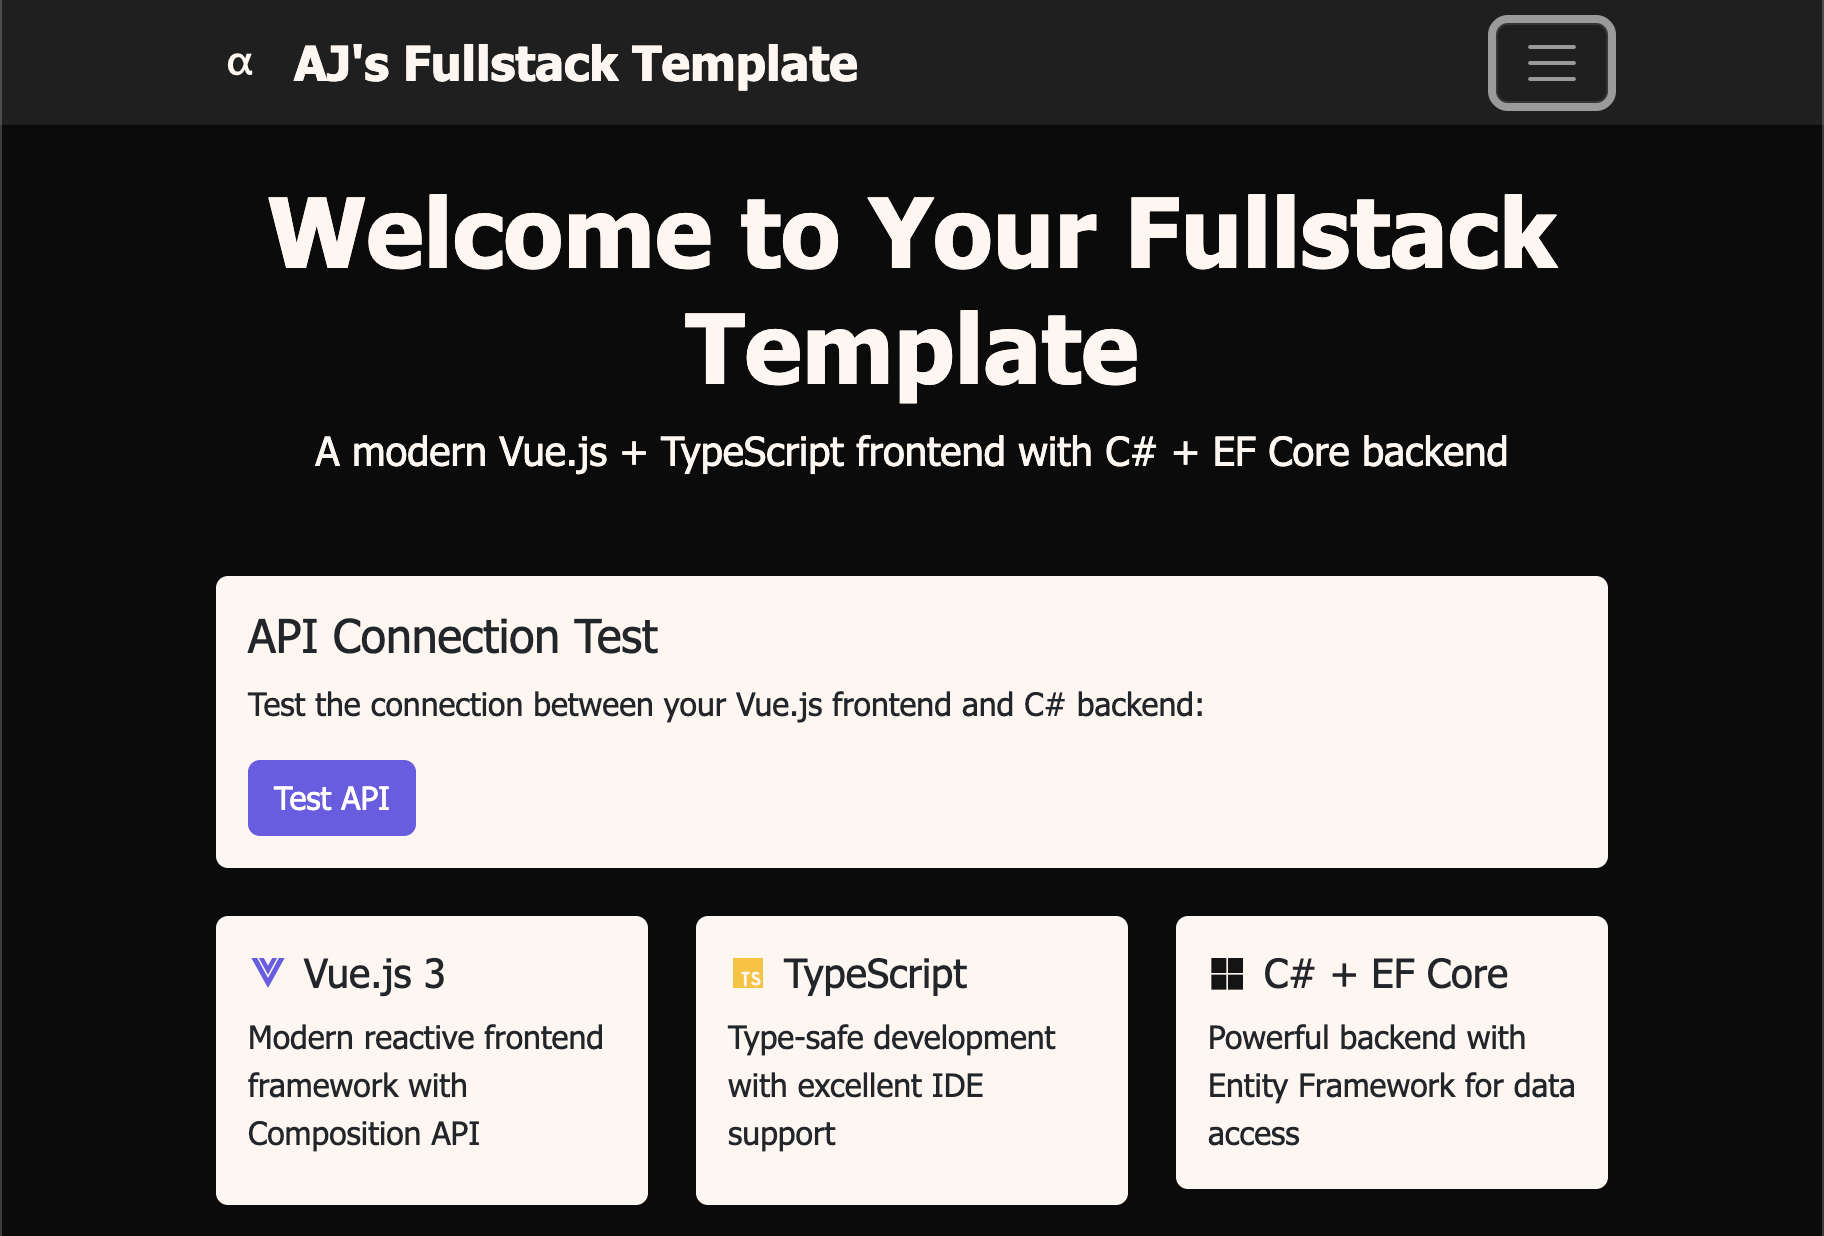 α AJ's Fullstack Template
Welcome to Your Fullstack
Template
A modern Vue.js + TypeScript frontend with C# + EF Core backend
API Connection Test
Test the connection between your Vue.js frontend and C# backend:
Test API
Vue.js 3
Modern reactive frontend
framework with
Composition API
TS TypeScript
Type-safe development
with excellent IDE
support
C# + EF Core
Powerful backend with
Entity Framework for data
access